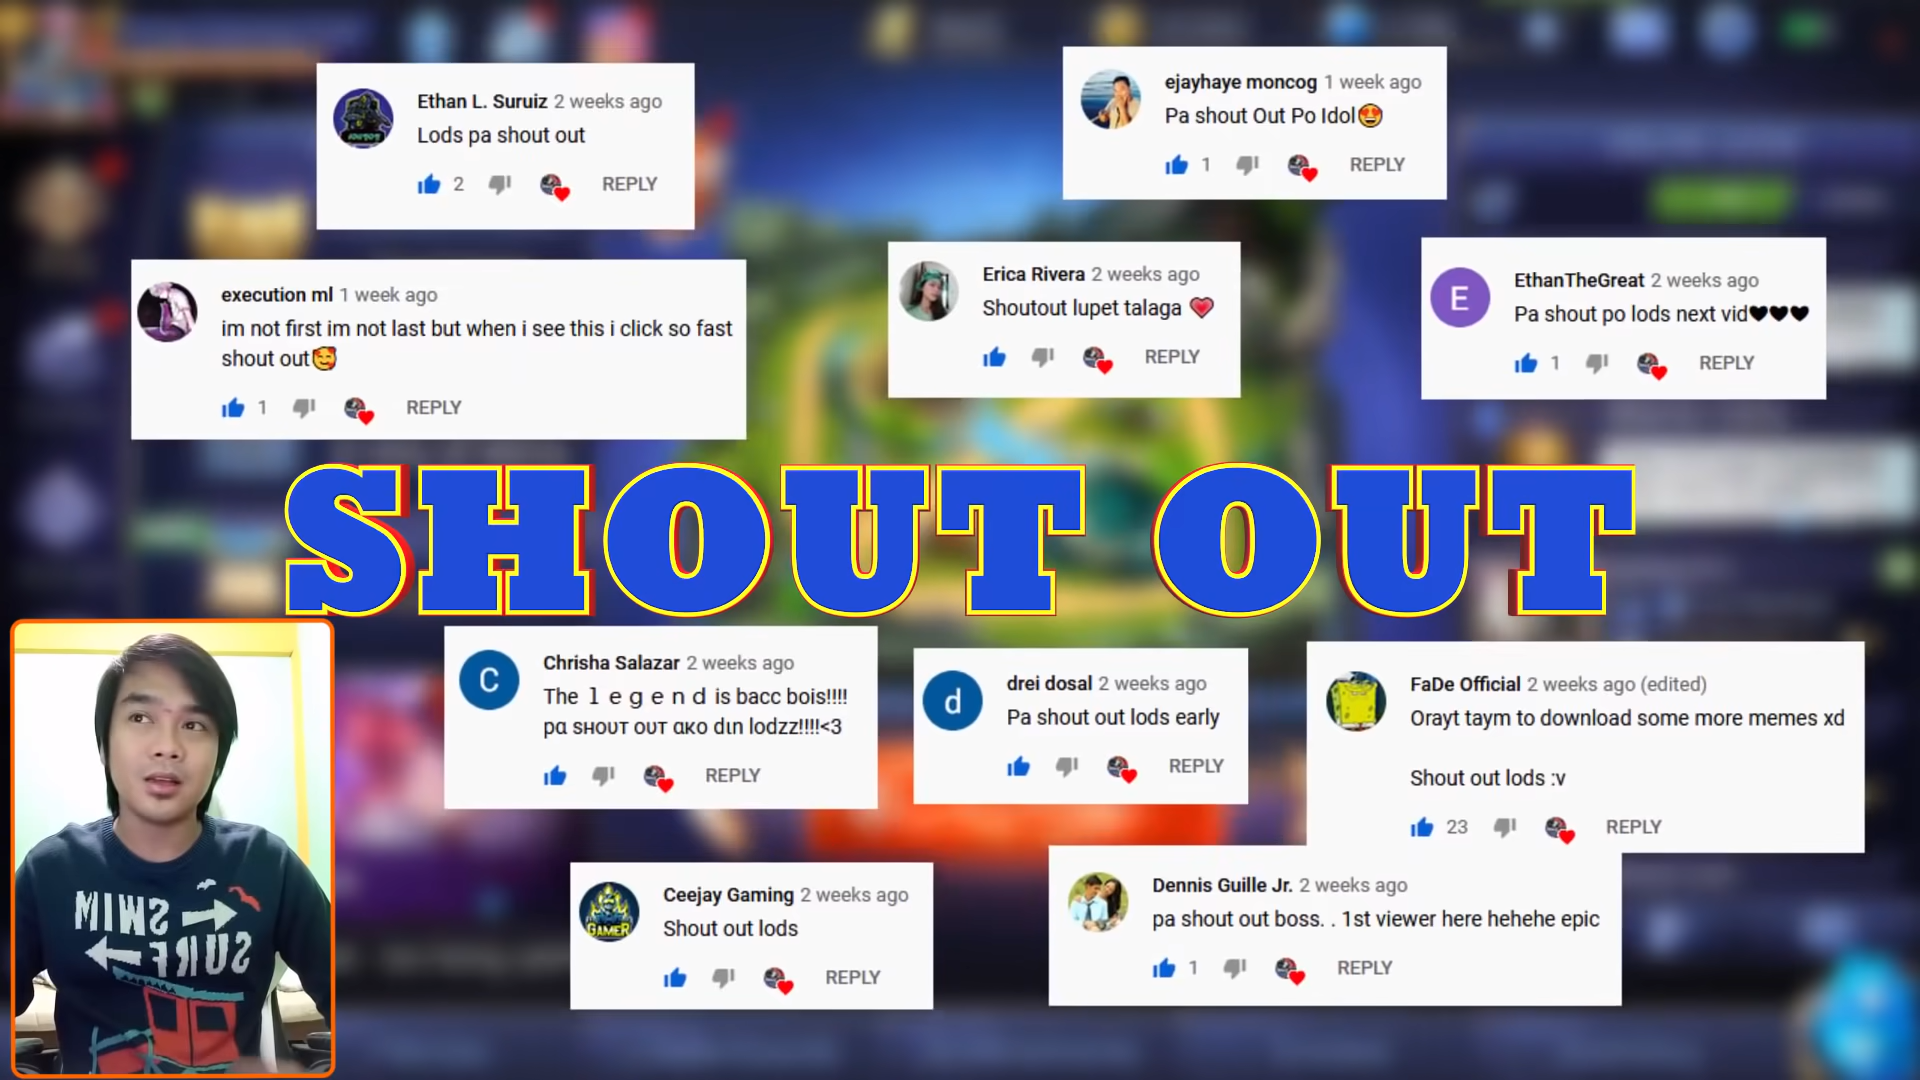 Ethan L. Suruiz 2 weeks ago
Lods pa shout out
2 REPLY
ejayhaye moncog 1 week ago
Pa shout Out Po Idol😍
1 REPLY
execution ml 1 week ago
im not first im not last but when i see this i click so fast
shout out🥰
1 REPLY
Erica Rivera 2 weeks ago
Shoutout lupet talaga 💗
REPLY
E
EthanTheGreat 2 weeks ago
Pa shout po lods next vid🖤🖤🖤
1 REPLY
SHOUT OUT
C
Chrisha Salazar 2 weeks ago
The l e g e n d is bacc bois!!!!
pα ѕнoυт oυт αĸo dιn lodzz!!!!<3
REPLY
d
drei dosal 2 weeks ago
Pa shout out lods early
REPLY
FaDe Official 2 weeks ago (edited)
Orayt taym to download some more memes xd
Shout out lods :v
23 REPLY
GAMER
Ceejay Gaming 2 weeks ago
Shout out lods
REPLY
Dennis Guille Jr. 2 weeks ago
pa shout out boss. . 1st viewer here hehehe epic
1 REPLY
SWIM
SURF